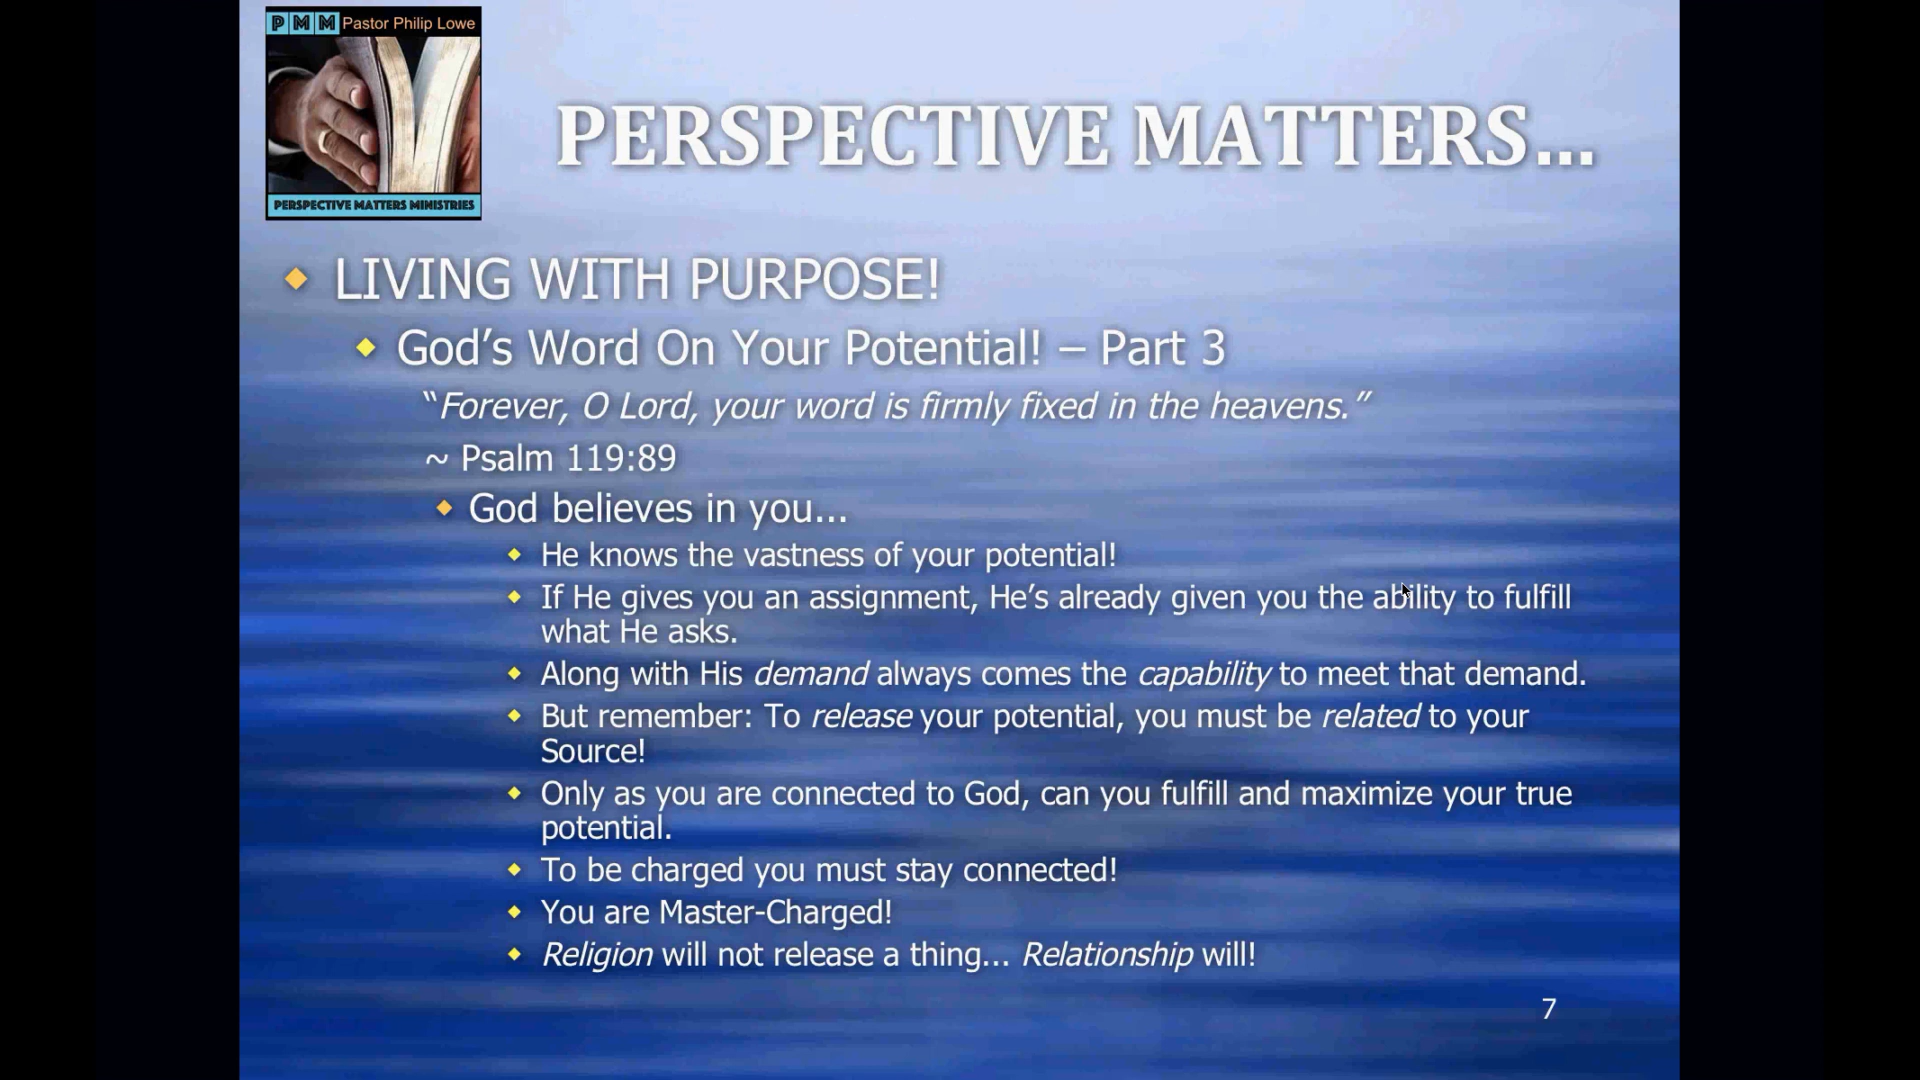 PMM Pastor Philip Lowe
PERSPECTIVE MATTERS MINISTRIES
PERSPECTIVE MATTERS...
LIVING WITH PURPOSE!
God’s Word On Your Potential! – Part 3
“Forever, O Lord, your word is firmly fixed in the heavens.”
~ Psalm 119:89
God believes in you...
He knows the vastness of your potential!
If He gives you an assignment, He’s already given you the ability to fulfill
what He asks.
Along with His demand always comes the capability to meet that demand.
But remember: To release your potential, you must be related to your
Source!
Only as you are connected to God, can you fulfill and maximize your true
potential.
To be charged you must stay connected!
You are Master-Charged!
Religion will not release a thing... Relationship will!
7